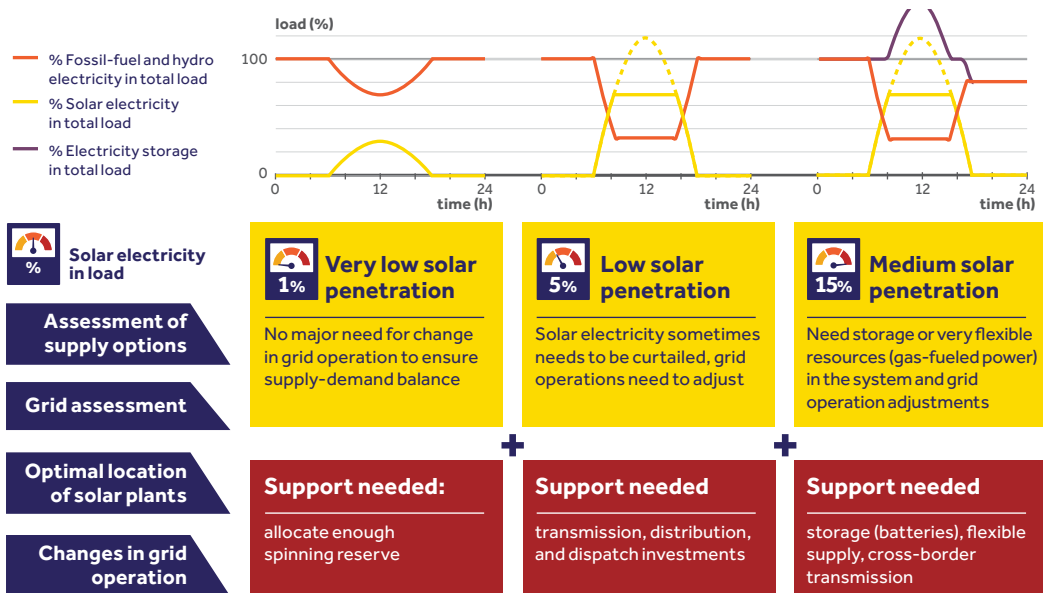 load (%)
% Fossil-fuel and hydro
electricity in total load
% Solar electricity
in total load
% Electricity storage
in total load
100
0
0
12
24
time (h)
0
12
24
time (h)
0
12
24
time (h)
%
Solar electricity
in load
Assessment of
supply options
Grid assessment
Optimal location
of solar plants
Changes in grid
operation
1%
Very low solar
penetration
No major need for change
in grid operation to ensure
supply-demand balance
5%
Low solar
penetration
Solar electricity sometimes
needs to be curtailed, grid
operations need to adjust
15%
Medium solar
penetration
Need storage or very flexible
resources (gas-fueled power)
in the system and grid
operation adjustments
+
+
Support needed:
allocate enough
spinning reserve
Support needed
transmission, distribution,
and dispatch investments
Support needed
storage (batteries), flexible
supply, cross-border
transmission